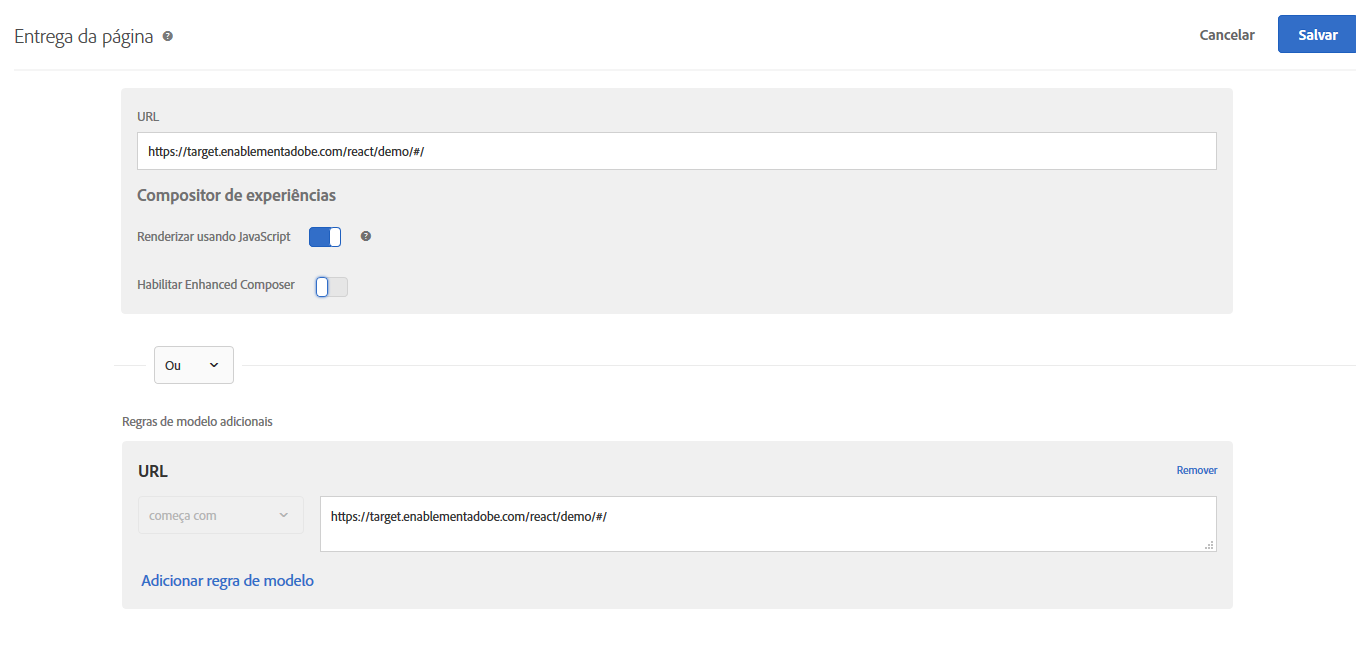 Entrega da página
Cancelar
Salvar
URL
https://target.enablementadobe.com/react/demo/#/
Compositor de experiências
Renderizar usando JavaScript
Habilitar Enhanced Composer
Ou
Regras de modelo adicionais
URL
Remover
começa com
https://target.enablementadobe.com/react/demo/#/
Adicionar regra de modelo